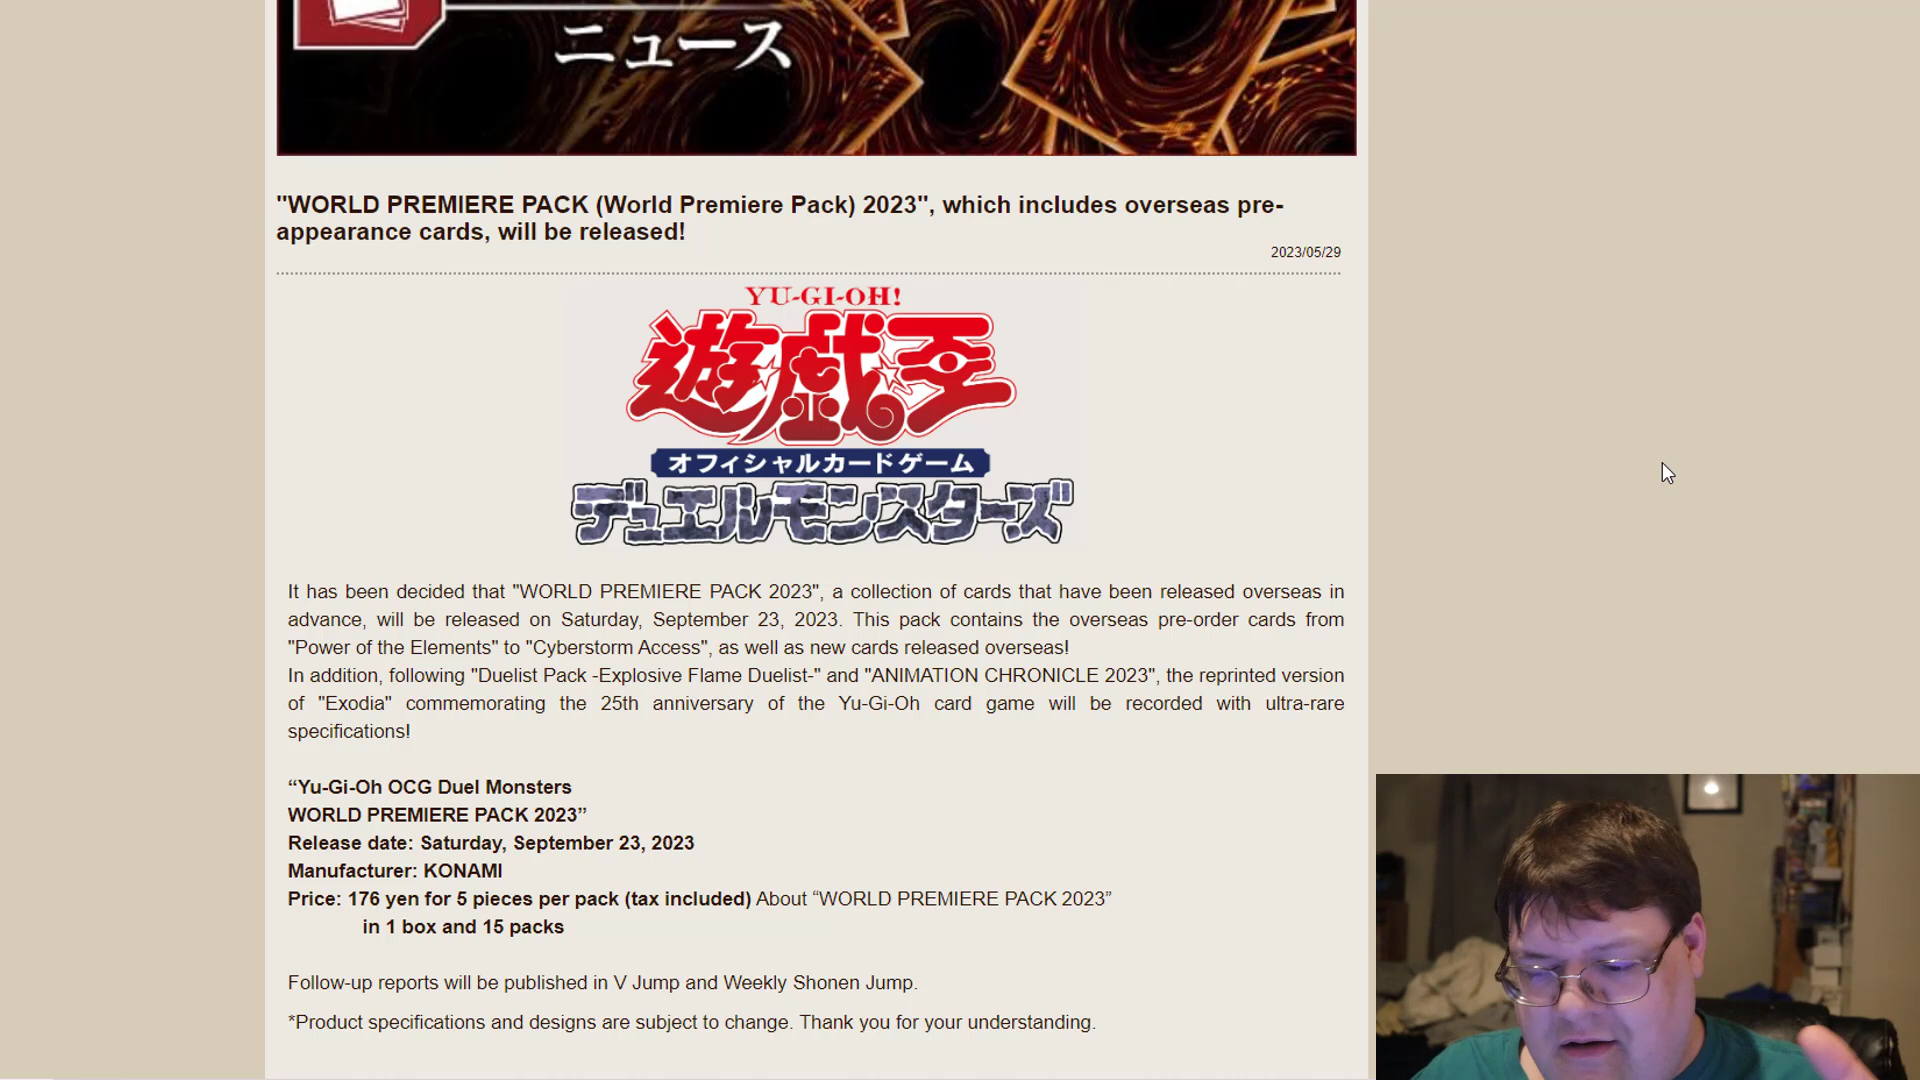 ニュース
"WORLD PREMIERE PACK (World Premiere Pack) 2023", which includes overseas pre-
appearance cards, will be released!
2023/05/29
YU-GI-OH!
遊戯王
オフィシャルカードゲーム
デュエルモンスターズ
It has been decided that "WORLD PREMIERE PACK 2023", a collection of cards that have been released overseas in
advance, will be released on Saturday, September 23, 2023. This pack contains the overseas pre-order cards from
"Power of the Elements" to "Cyberstorm Access", as well as new cards released overseas!
In addition, following "Duelist Pack -Explosive Flame Duelist-" and "ANIMATION CHRONICLE 2023", the reprinted version
of "Exodia" commemorating the 25th anniversary of the Yu-Gi-Oh card game will be recorded with ultra-rare
specifications!
“Yu-Gi-Oh OCG Duel Monsters
WORLD PREMIERE PACK 2023”
Release date: Saturday, September 23, 2023
Manufacturer: KONAMI
Price: 176 yen for 5 pieces per pack (tax included) About “WORLD PREMIERE PACK 2023”
in 1 box and 15 packs
Follow-up reports will be published in V Jump and Weekly Shonen Jump.
*Product specifications and designs are subject to change. Thank you for your understanding.